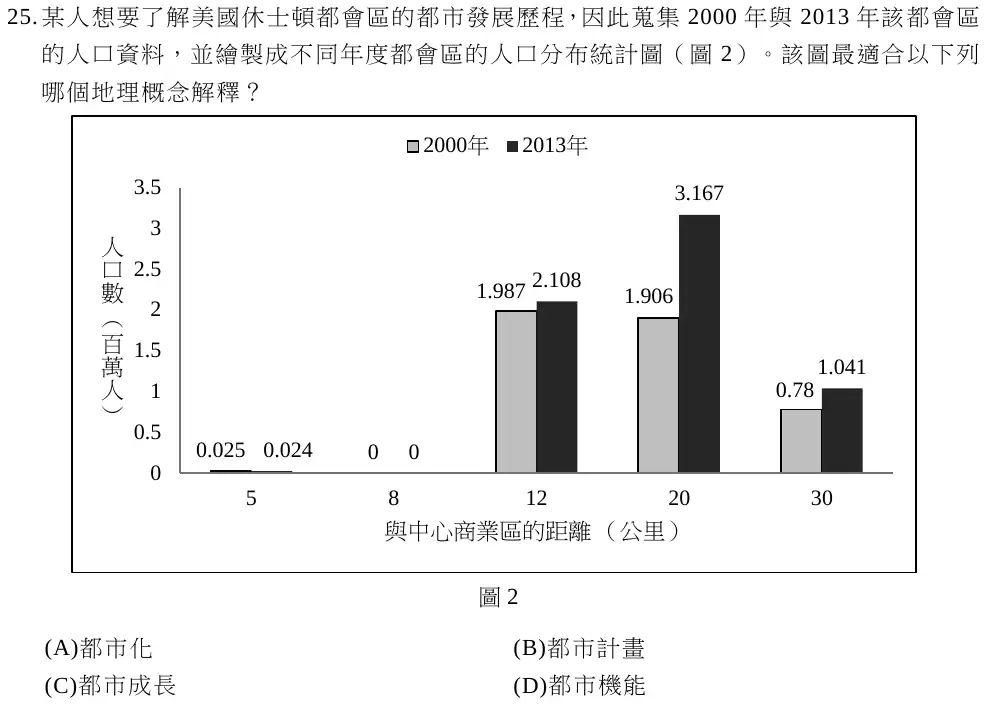 25.某人想要了解美國休士頓都會區的都市發展歷程，因此蒐集 2000 年與 2013 年該都會區
的人口資料，並繪製成不同年度都會區的人口分布統計圖（圖 2）。該圖最適合以下列
哪個地理概念解釋？
2000年 2013年
3.5
3
2.5
2
1.5
1
0.5
0
人口數（百萬人）
0.025 0.024
0 0
1.987 2.108
1.906 3.167
0.78 1.041
5 8 12 20 30
與中心商業區的距離（公里）
圖 2
(A)都市化 (B)都市計畫
(C)都市成長 (D)都市機能